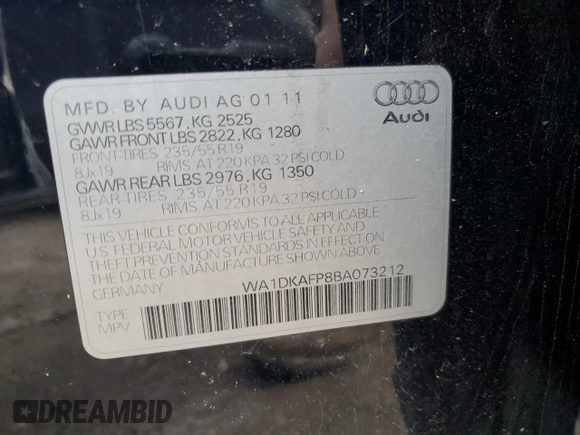 MFD. BY AUDI AG 01 11
GVWR LBS 5567, KG 2525
GAWR FRONT LBS 2822, KG 1280
FRONT-TIRES 235/55 R19
8Jx19 RIMS, AT 220 KPA 32 PSI COLD
GAWR REAR LBS 2976, KG 1350
REAR-TIRES 235/55 R19
8Jx19 RIMS, AT 220 KPA 32 PSI COLD
THIS VEHICLE CONFORMS TO ALL APPLICABLE
U.S. FEDERAL MOTOR VEHICLE SAFETY AND
THEFT PREVENTION STANDARDS IN EFFECT ON
THE DATE OF MANUFACTURE SHOWN ABOVE.
GERMANY WA1DKAFP8BA073212
TYPE
MPV
Audi
DREAMBID